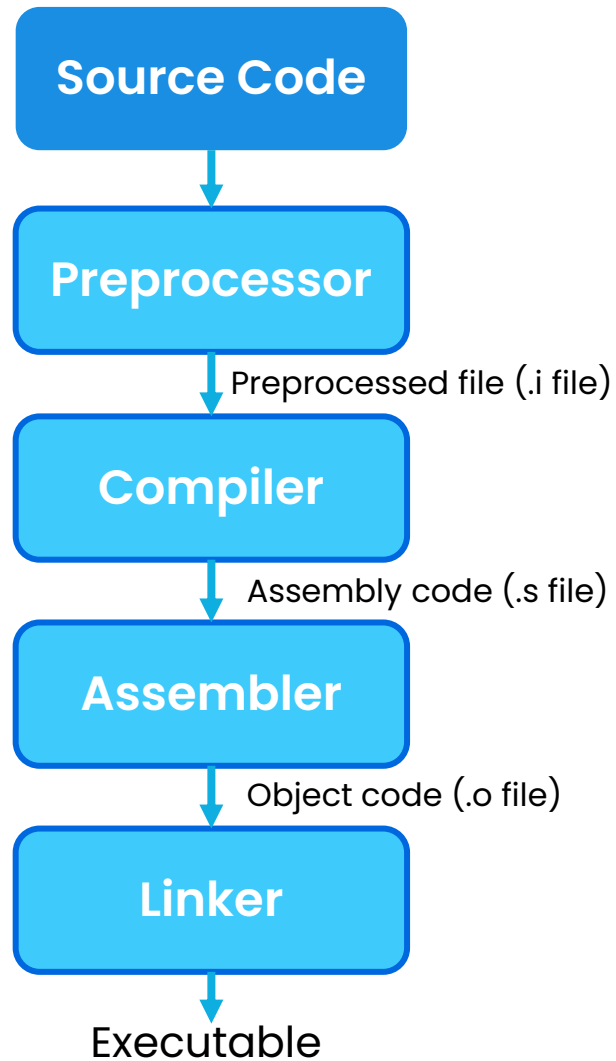 Source Code
Preprocessor
Preprocessed file (.i file)
Compiler
Assembly code (.s file)
Assembler
Object code (.o file)
Linker
Executable